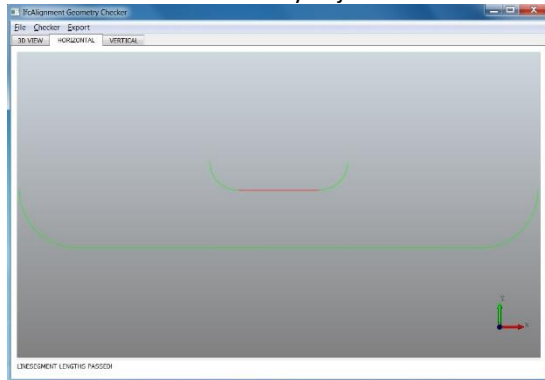 IfcAlignment Geometry Checker
File Checker Export
3D VIEW HORIZONTAL VERTICAL
X
LINESEGMENT LENGTHS PASSED!